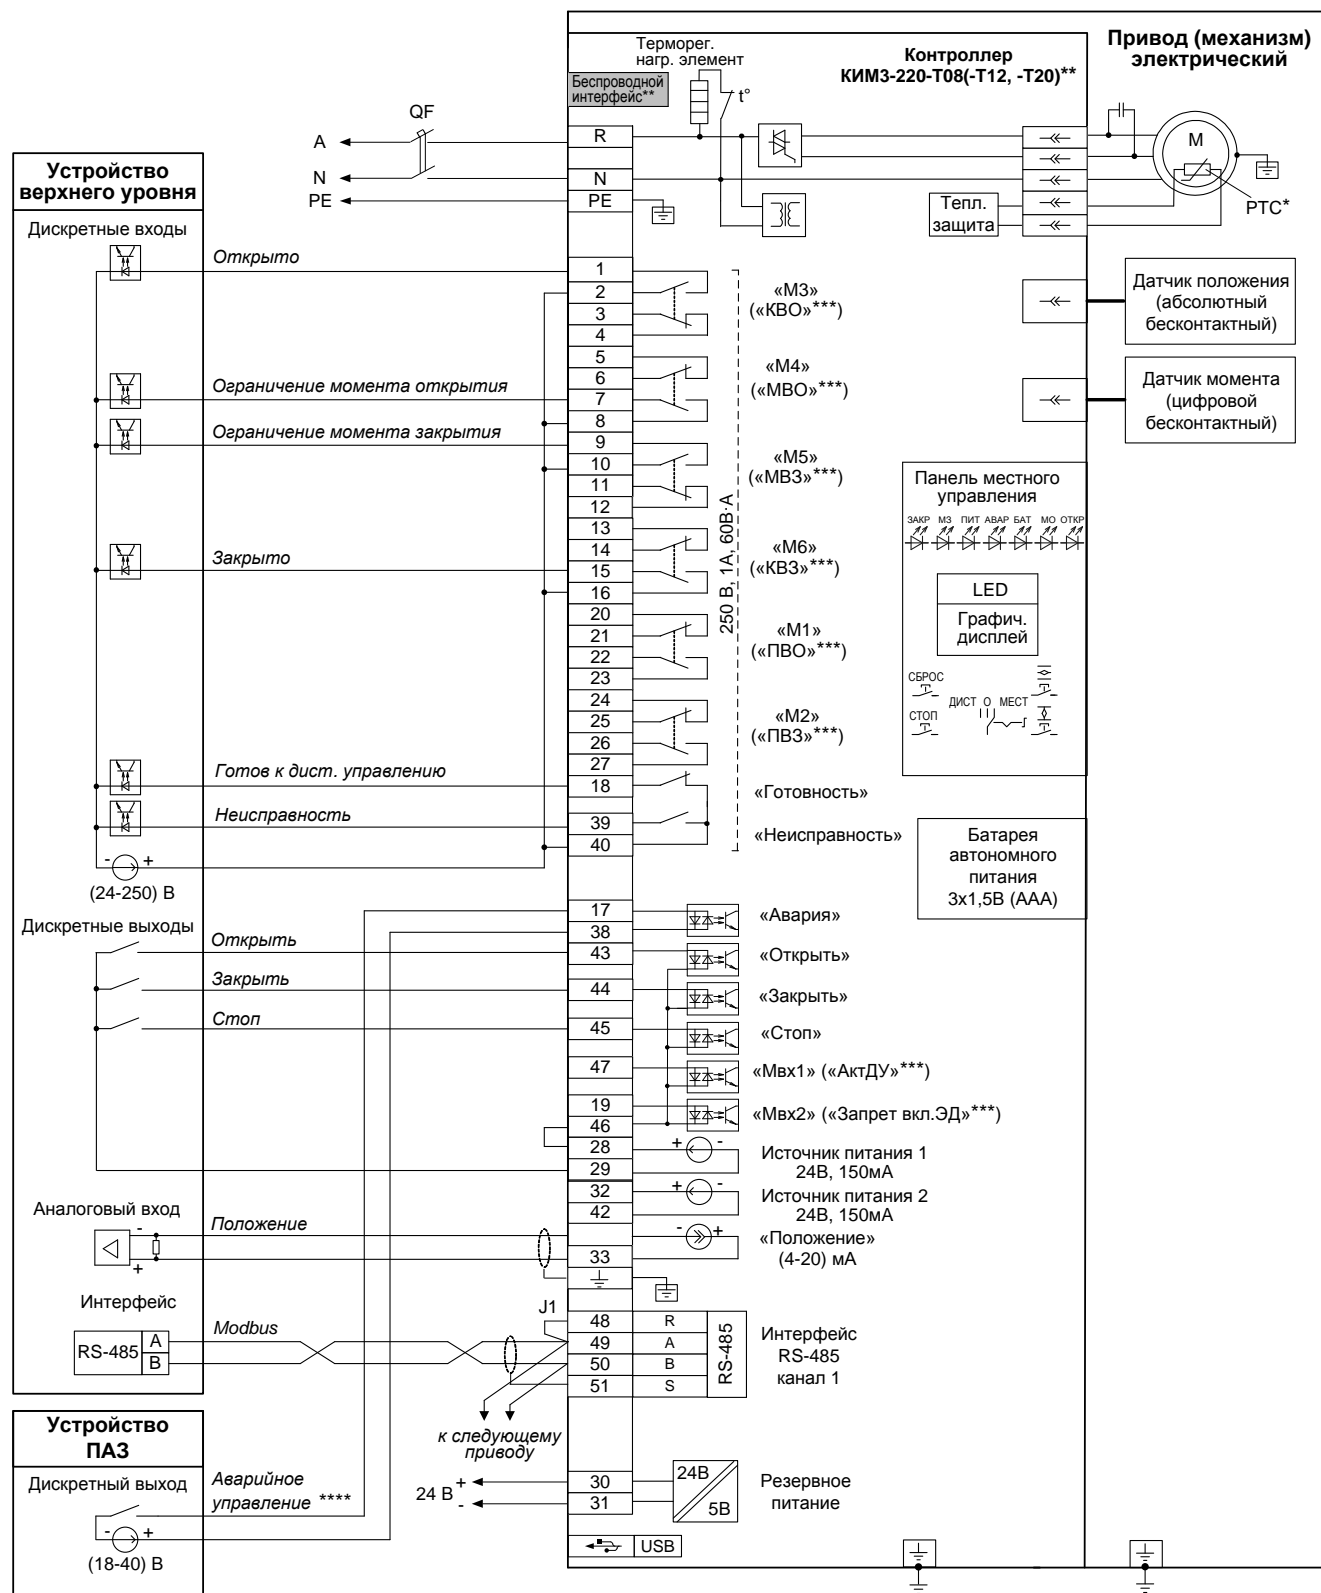 Терморег.
нагр. элемент
Контроллер
КИМ3-220-Т08(-Т12, -Т20)**
Привод (механизм)
электрический
Беспроводной
интерфейс**
t°
QF
A
R
M
N
N
PE
PE
Тепл.
защита
PTC*
Устройство
верхнего уровня
Дискретные входы
Открыто
1
2
3
4
«М3»
(«КВО»***)
Датчик положения
(абсолютный
бесконтактный)
5
6
7
8
Ограничение момента открытия
«М4»
(«МВО»***)
Датчик момента
(цифровой
бесконтактный)
Ограничение момента закрытия
9
10
11
12
«М5»
(«МВЗ»***)
Панель местного
управления
ЗАКР МЗ ПИТ АВАР БАТ МО ОТКР
Закрыто
13
14
15
16
«М6»
(«КВЗ»***)
250 В, 1А, 60В·А
LED
Графич.
дисплей
20
21
22
23
«М1»
(«ПВО»***)
СБРОС
СТОП
ДИСТ О МЕСТ
24
25
26
27
«М2»
(«ПВЗ»***)
Готов к дист. управлению
18
«Готовность»
Неисправность
39
40
«Неисправность»
Батарея
автономного
питания
3х1,5В (ААА)
- +
(24-250) В
Дискретные выходы
17
38
«Авария»
Открыть
43
«Открыть»
Закрыть
44
«Закрыть»
Стоп
45
«Стоп»
47
«Мвх1» («АктДУ»***)
19
46
«Мвх2» («Запрет вкл.ЭД»***)
28
29
+ -
Источник питания 1
24В, 150мА
32
42
+ -
Источник питания 2
24В, 150мА
Аналоговый вход
-
+
Положение
33
- +
«Положение»
(4-20) мА
Интерфейс
RS-485
A
B
Modbus
J1
48
R
49
A
50
B
51
S
RS-485
Интерфейс
RS-485
канал 1
к следующему
приводу
Устройство
ПАЗ
Дискретный выход
Аварийное
управление ****
- +
(18-40) В
24 В
+
-
30
31
24В
5В
Резервное
питание
USB